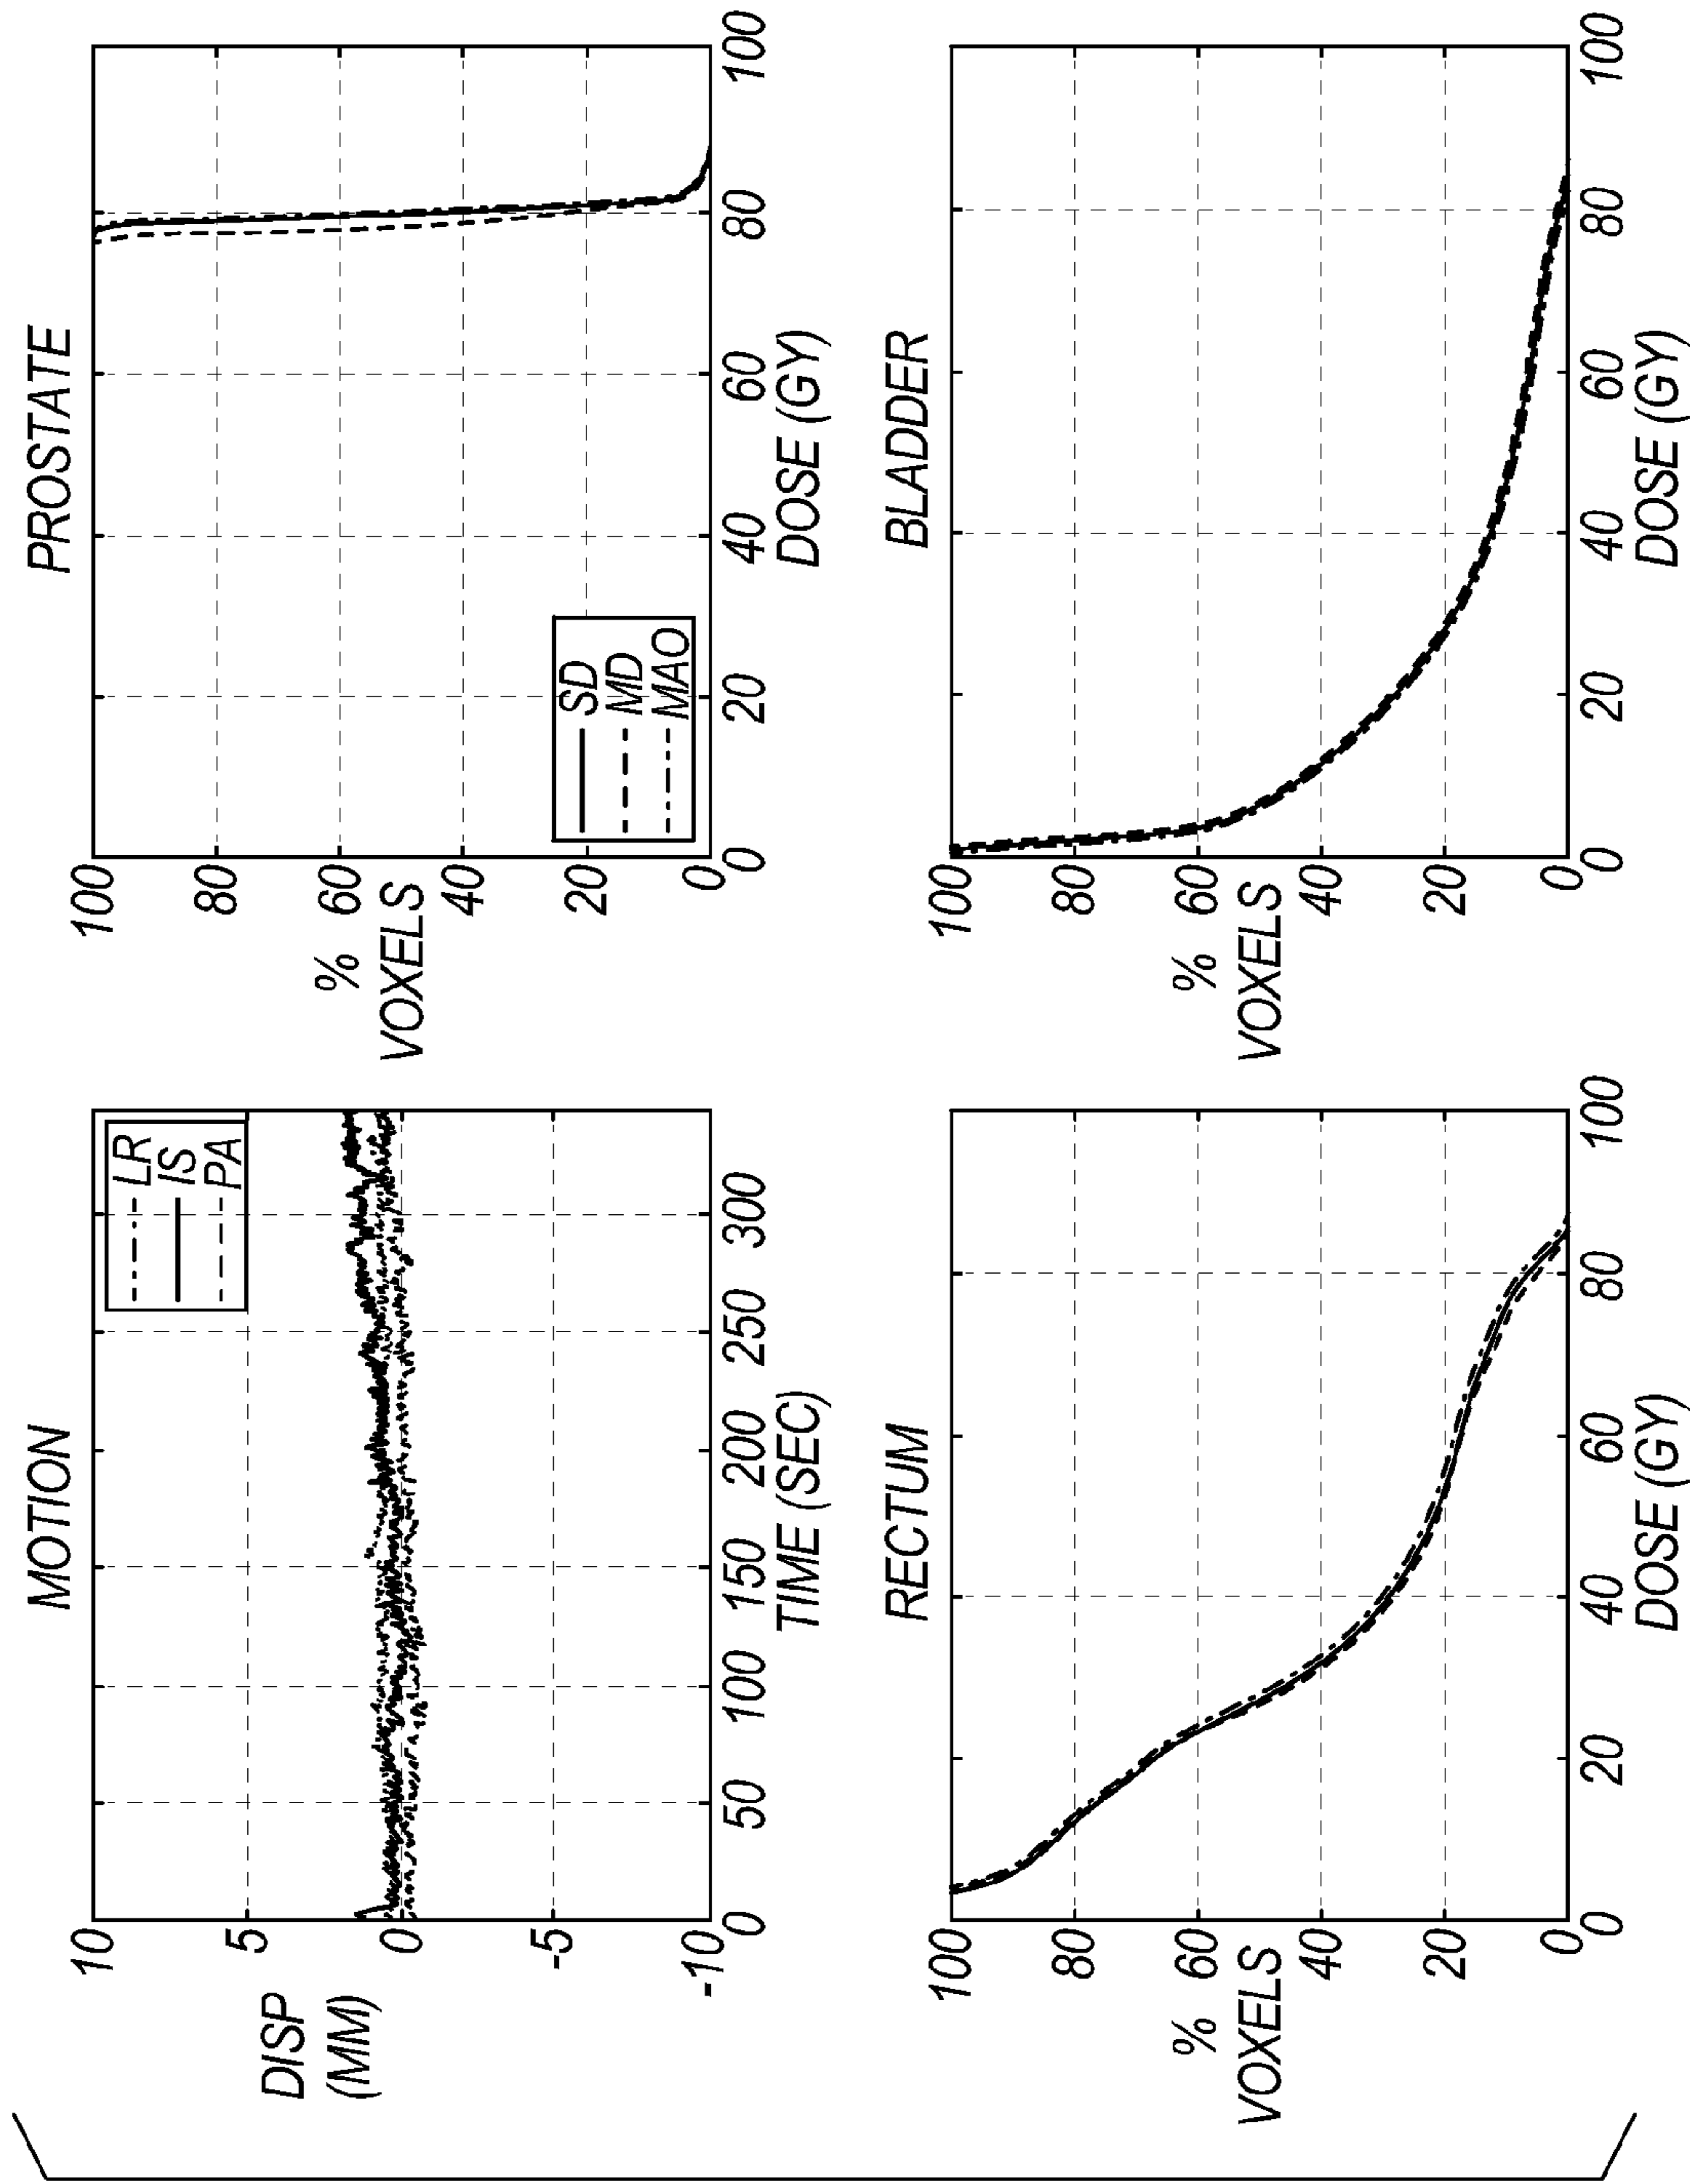 MOTION
10
5
0
-5
-10
DISP
(MM)
LR
IS
PA
0 50 100 150 200 250 300
TIME (SEC)
PROSTATE
100
80
60
40
20
0
%
VOXELS
SD
MD
MAO
0 20 40 60 80 100
DOSE (GY)
RECTUM
100
80
60
40
20
0
%
VOXELS
0 20 40 60 80 100
DOSE (GY)
BLADDER
100
80
60
40
20
0
%
VOXELS
0 20 40 60 80 100
DOSE (GY)